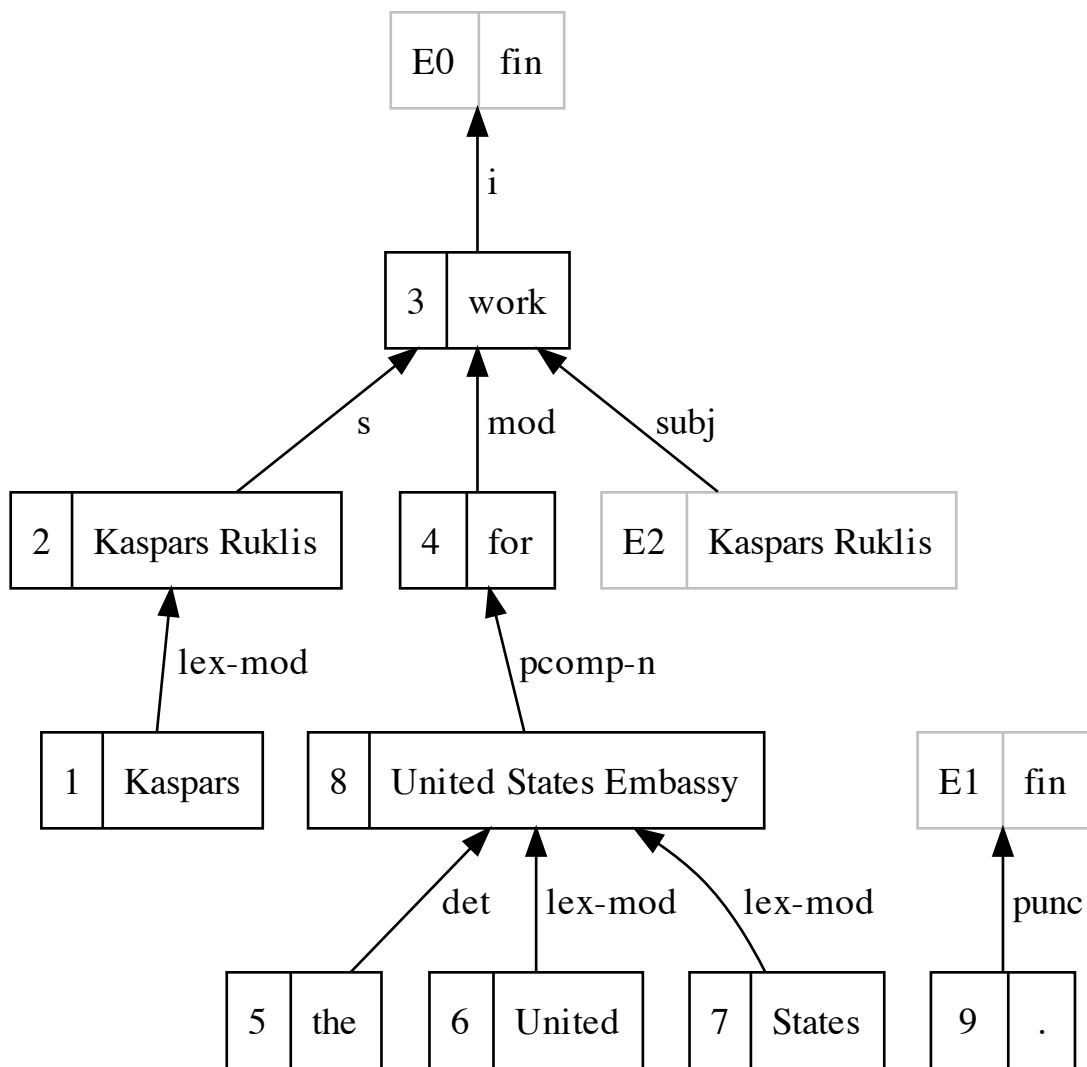 E0 fin
i
3 work
s mod subj
2 Kaspars Ruklis 4 for E2 Kaspars Ruklis
lex-mod pcomp-n
1 Kaspars 8 United States Embassy E1 fin
det lex-mod lex-mod punc
5 the 6 United 7 States 9 .